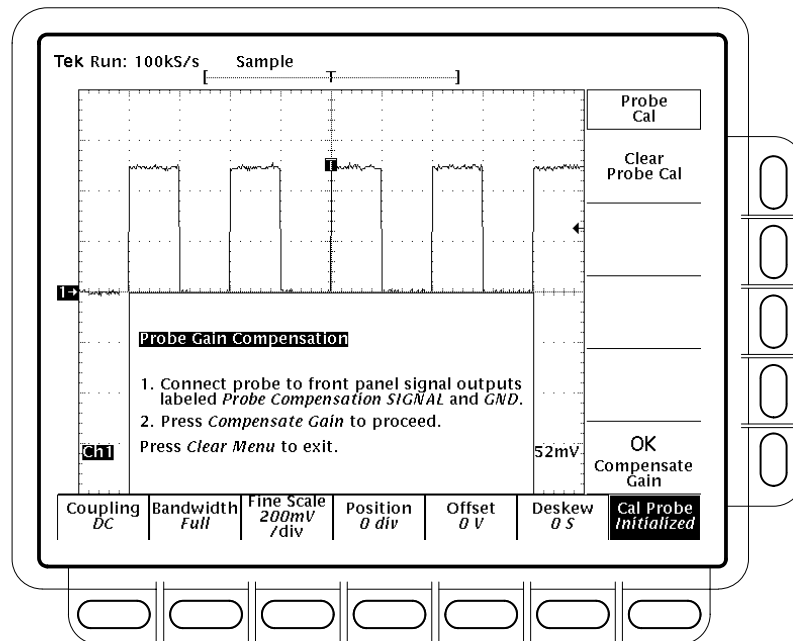 Tek Run: 100kS/s Sample
T
Probe
Cal
Clear
Probe Cal
T
1
Probe Gain Compensation
1. Connect probe to front panel signal outputs
labeled Probe Compensation SIGNAL and GND.
2. Press Compensate Gain to proceed.
Press Clear Menu to exit.
Ch1
52mV
OK
Compensate
Gain
Coupling
DC
Bandwidth
Full
Fine Scale
200mV
/div
Position
0 div
Offset
0 V
Deskew
0 S
Cal Probe
Initialized